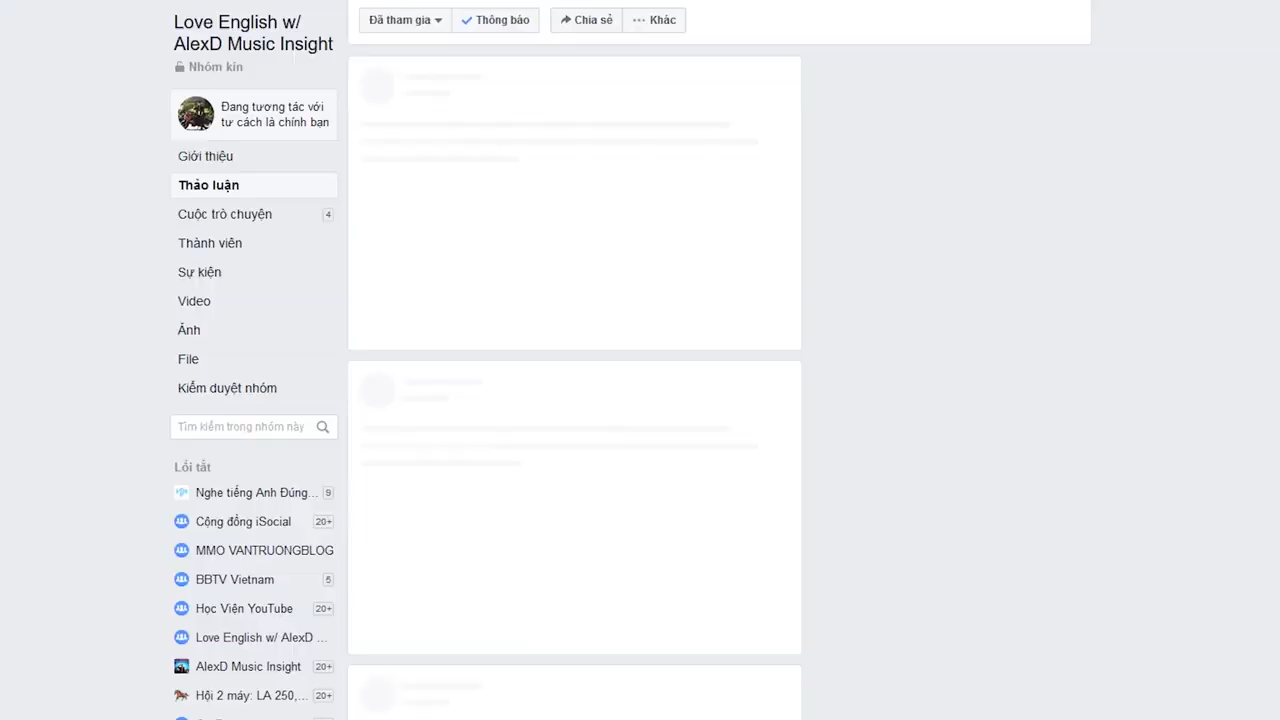 Love English w/
AlexD Music Insight
Nhóm kín
Đang tương tác với
tư cách là chính bạn
Giới thiệu
Thảo luận
Cuộc trò chuyện 4
Thành viên
Sự kiện
Video
Ảnh
File
Kiểm duyệt nhóm
Tìm kiếm trong nhóm này
Lối tắt
Nghe tiếng Anh Đúng... 9
Cộng đồng iSocial 20+
MMO VANTRUONGBLOG
BBTV Vietnam 5
Học Viện YouTube 20+
Love English w/ AlexD ...
AlexD Music Insight 20+
Hội 2 máy: LA 250,... 20+
Đã tham gia Thông báo Chia sẻ Khác